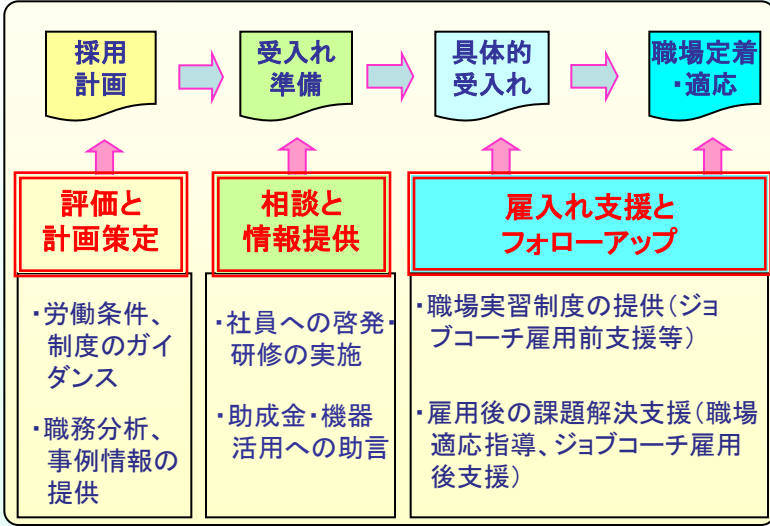 採用
計画
受入れ
準備
具体的
受入れ
職場定着
・適応
評価と
計画策定
相談と
情報提供
雇入れ支援と
フォローアップ
・労働条件、
制度のガイ
ダンス
・職務分析、
事例情報の
提供
・社員への啓発・
研修の実施
・助成金・機器
活用への助言
・職場実習制度の提供(ジョ
ブコーチ雇用前支援等)
・雇用後の課題解決支援(職場
適応指導、ジョブコーチ雇用
後支援)